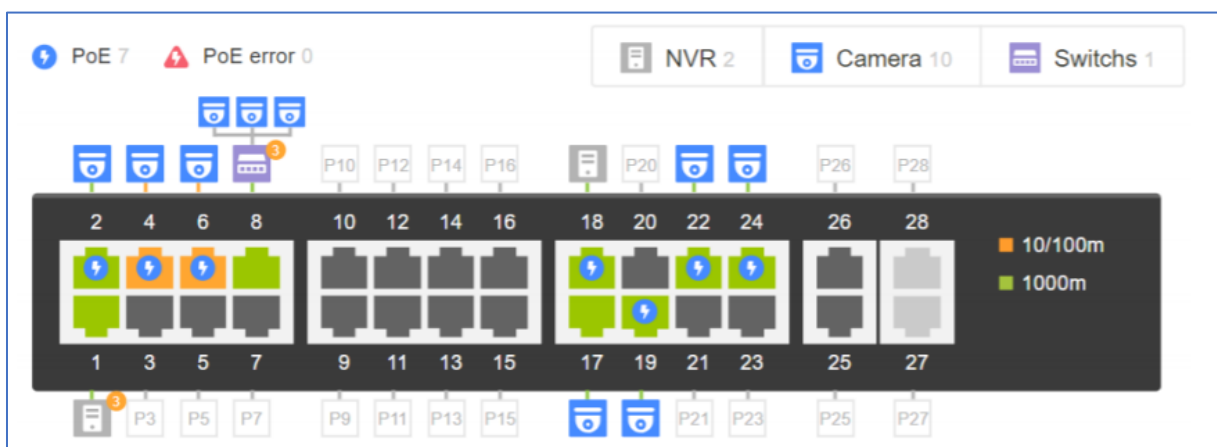 PoE 7 PoE error 0 NVR 2 Camera 10 Switchs 1
3 P10 P12 P14 P16 P20 P26 P28
2 4 6 8 10 12 14 16 18 20 22 24 26 28
10/100m
1000m
1 3 5 7 9 11 13 15 17 19 21 23 25 27
3 P3 P5 P7 P9 P11 P13 P15 P21 P23 P25 P27